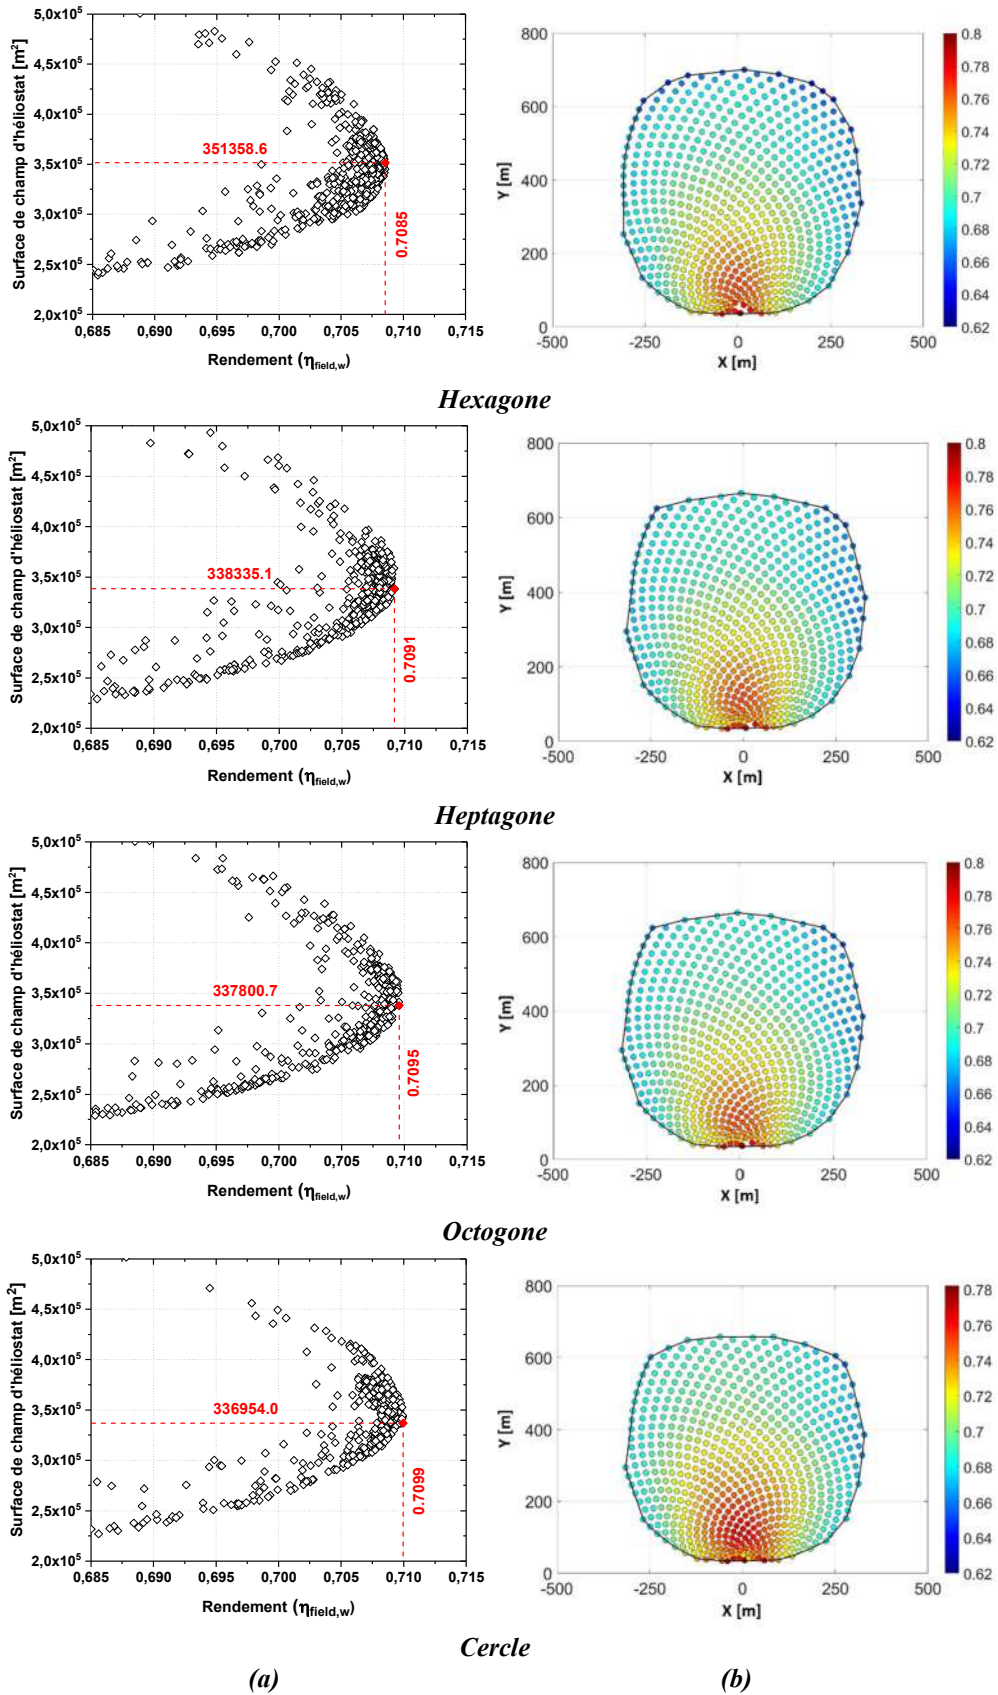 5,0x10⁵
4,5x10⁵
4,0x10⁵
3,5x10⁵
3,0x10⁵
2,5x10⁵
2,0x10⁵
Surface de champ d'héliostat [m²]
351358.6
0.7085
0,685 0,690 0,695 0,700 0,705 0,710 0,715
Rendement (ηfield,w)
800
600
400
200
0
Y [m]
-500 -250 0 250 500
X [m]
0.8
0.78
0.76
0.74
0.72
0.7
0.68
0.66
0.64
0.62
Hexagone
5,0x10⁵
4,5x10⁵
4,0x10⁵
3,5x10⁵
3,0x10⁵
2,5x10⁵
2,0x10⁵
Surface de champ d'héliostat [m²]
338335.1
0.7091
0,685 0,690 0,695 0,700 0,705 0,710 0,715
Rendement (ηfield,w)
800
600
400
200
0
Y [m]
-500 -250 0 250 500
X [m]
0.8
0.78
0.76
0.74
0.72
0.7
0.68
0.66
0.64
0.62
Heptagone
5,0x10⁵
4,5x10⁵
4,0x10⁵
3,5x10⁵
3,0x10⁵
2,5x10⁵
2,0x10⁵
Surface de champ d'héliostat [m²]
337800.7
0.7095
0,685 0,690 0,695 0,700 0,705 0,710 0,715
Rendement (ηfield,w)
800
600
400
200
0
Y [m]
-500 -250 0 250 500
X [m]
0.8
0.78
0.76
0.74
0.72
0.7
0.68
0.66
0.64
0.62
Octogone
5,0x10⁵
4,5x10⁵
4,0x10⁵
3,5x10⁵
3,0x10⁵
2,5x10⁵
2,0x10⁵
Surface de champ d'héliostat [m²]
336954.0
0.7099
0,685 0,690 0,695 0,700 0,705 0,710 0,715
Rendement (ηfield,w)
800
600
400
200
0
Y [m]
-500 -250 0 250 500
X [m]
0.78
0.76
0.74
0.72
0.7
0.68
0.66
0.64
0.62
Cercle
(a) (b)